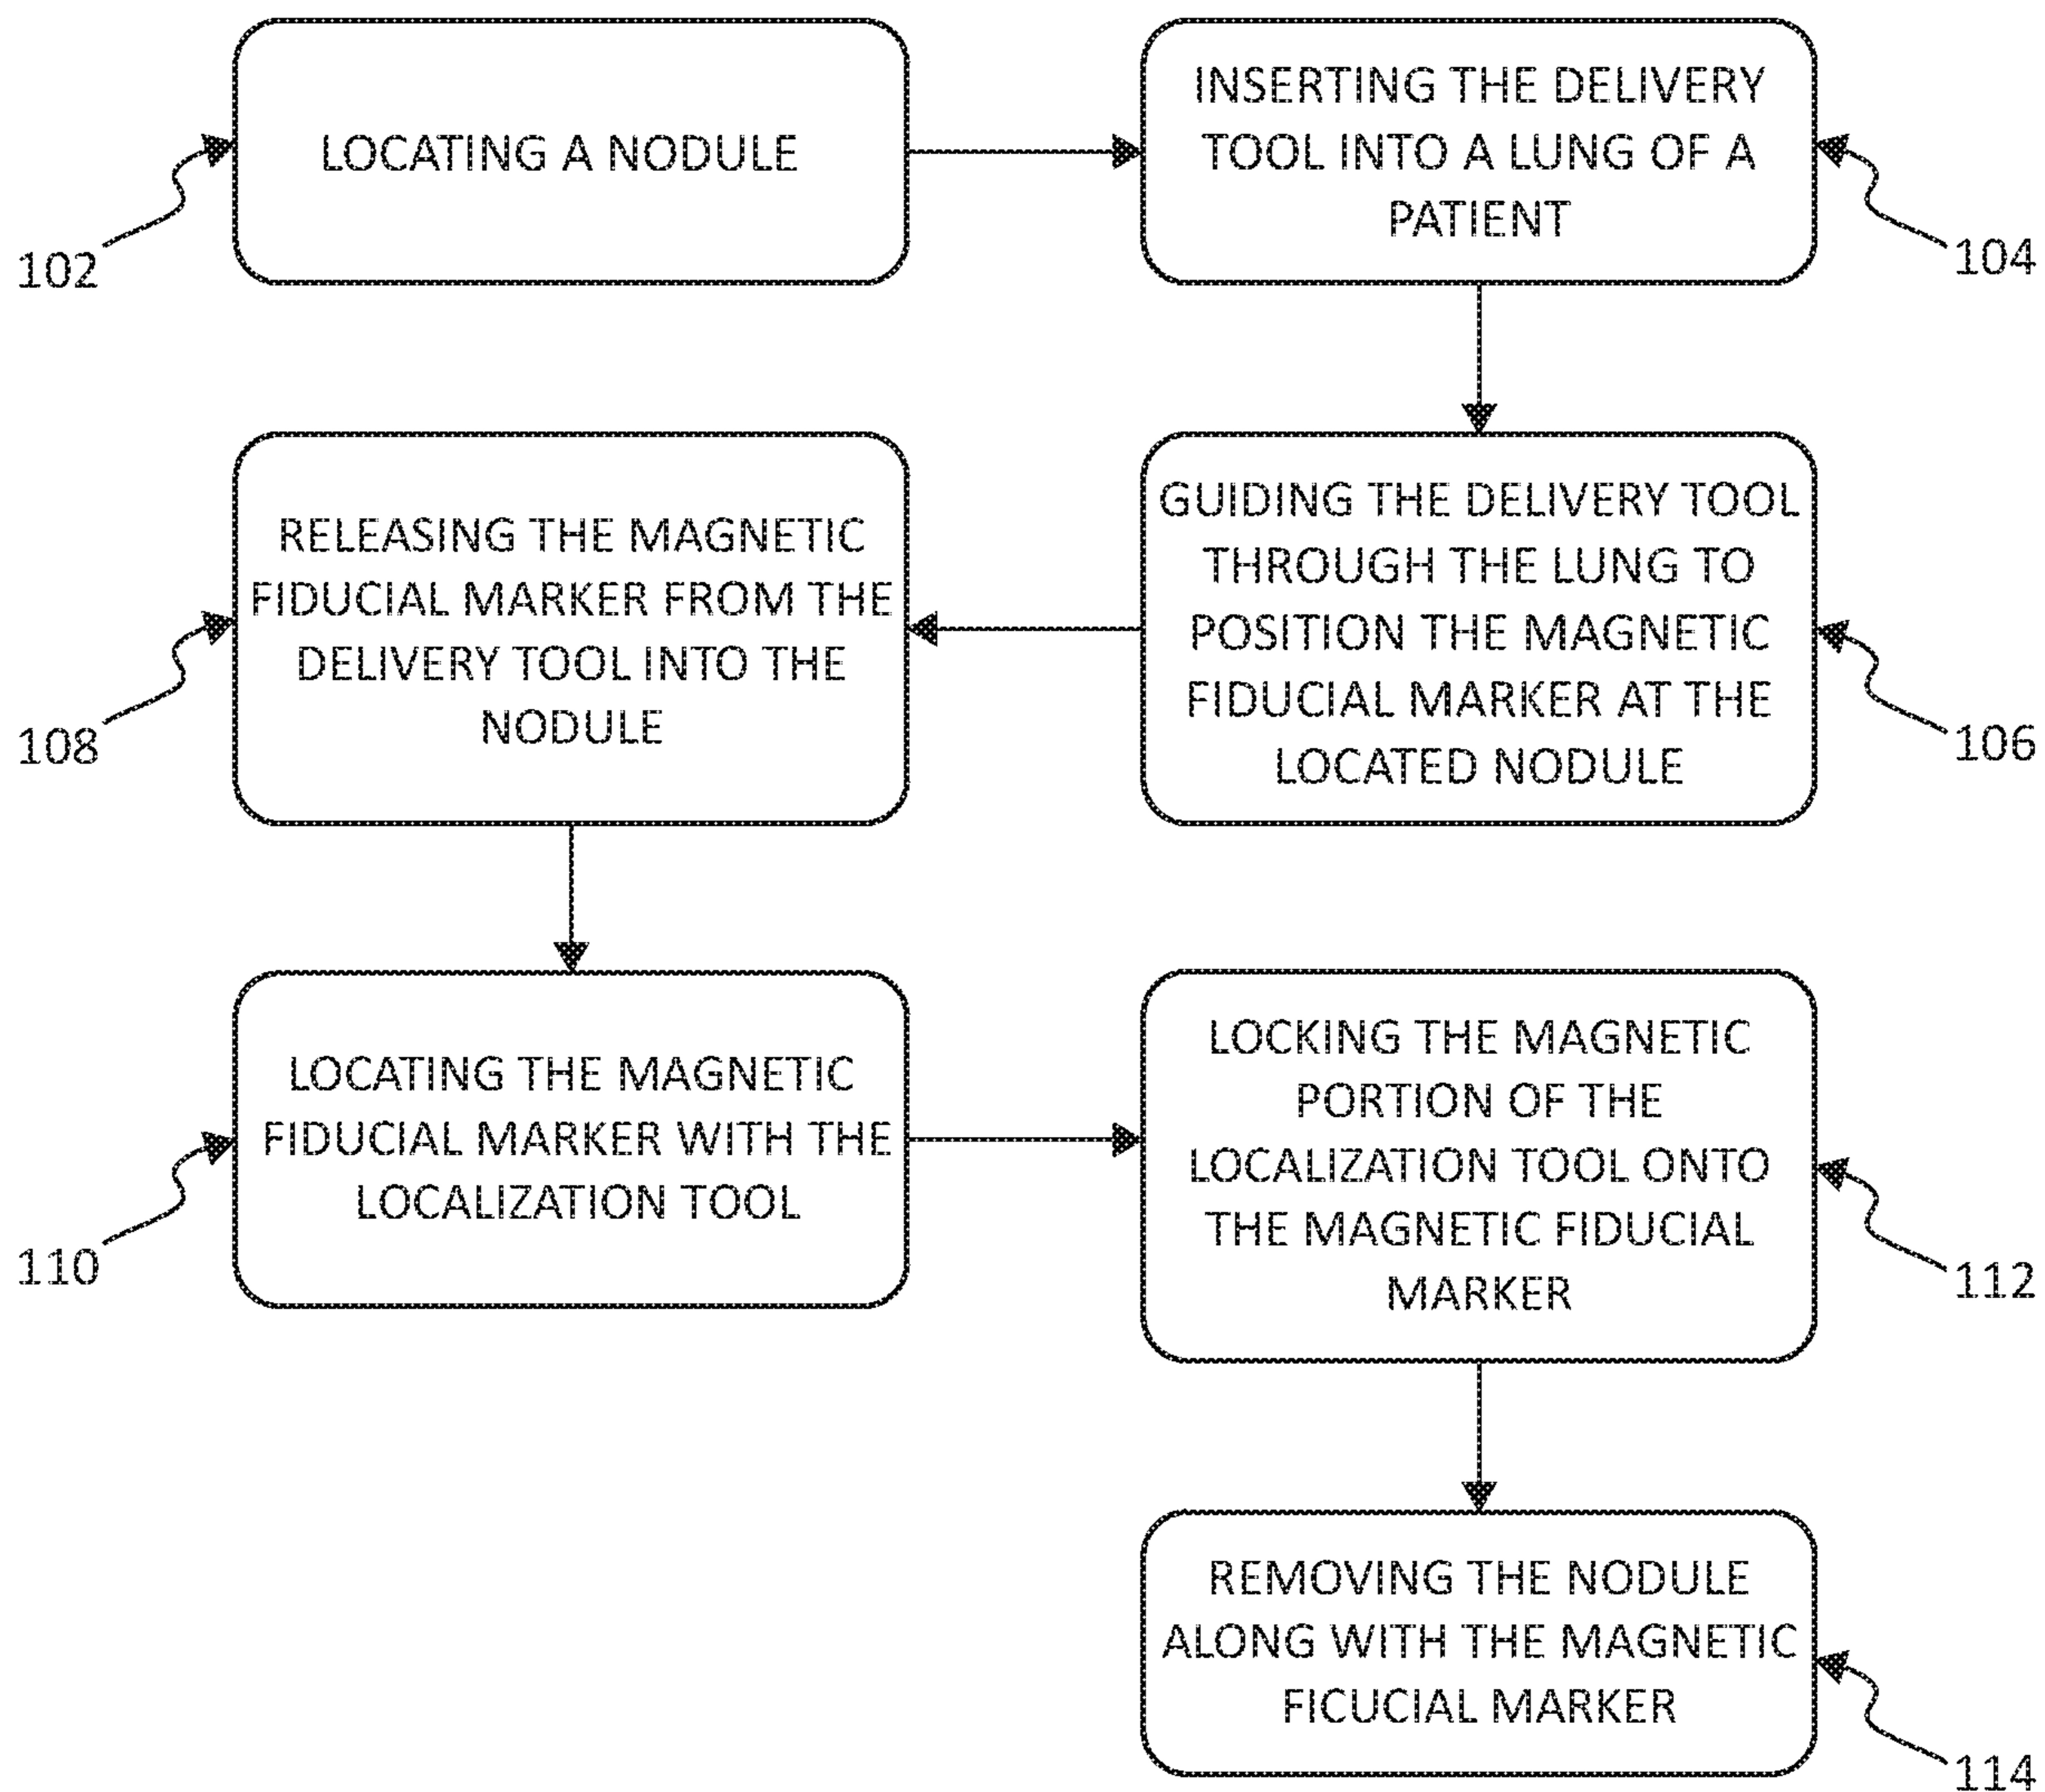 LOCATING A NODULE
102
INSERTING THE DELIVERY
TOOL INTO A LUNG OF A
PATIENT
104
GUIDING THE DELIVERY TOOL
THROUGH THE LUNG TO
POSITION THE MAGNETIC
FIDUCIAL MARKER AT THE
LOCATED NODULE
106
RELEASING THE MAGNETIC
FIDUCIAL MARKER FROM THE
DELIVERY TOOL INTO THE
NODULE
108
LOCATING THE MAGNETIC
FIDUCIAL MARKER WITH THE
LOCALIZATION TOOL
110
LOCKING THE MAGNETIC
PORTION OF THE
LOCALIZATION TOOL ONTO
THE MAGNETIC FIDUCIAL
MARKER
112
REMOVING THE NODULE
ALONG WITH THE MAGNETIC
FICUCIAL MARKER
114